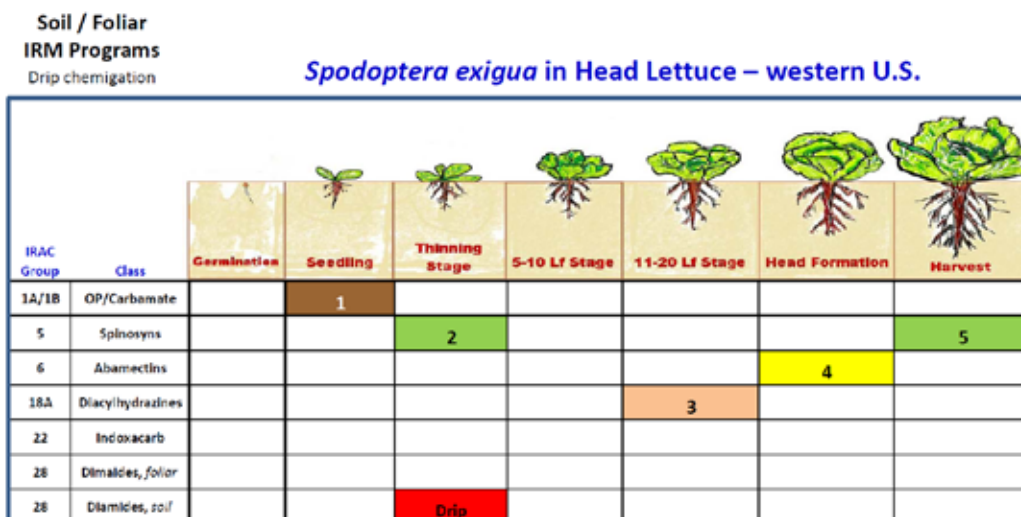 Soil / Foliar
IRM Programs
Drip chemigation
Spodoptera exigua in Head Lettuce – western U.S.
IRAC
Group
Class
Germination
Seedling
Thinning
Stage
5-10 Lf Stage
11-20 Lf Stage
Head Formation
Harvest
1A/1B OP/Carbamate 1
5 Spinosyns 2 5
6 Abamectins 4
18A Diacylhydrazines 3
22 Indoxacarb
28 Dimaides, foliar
28 Diamides, soil Drip